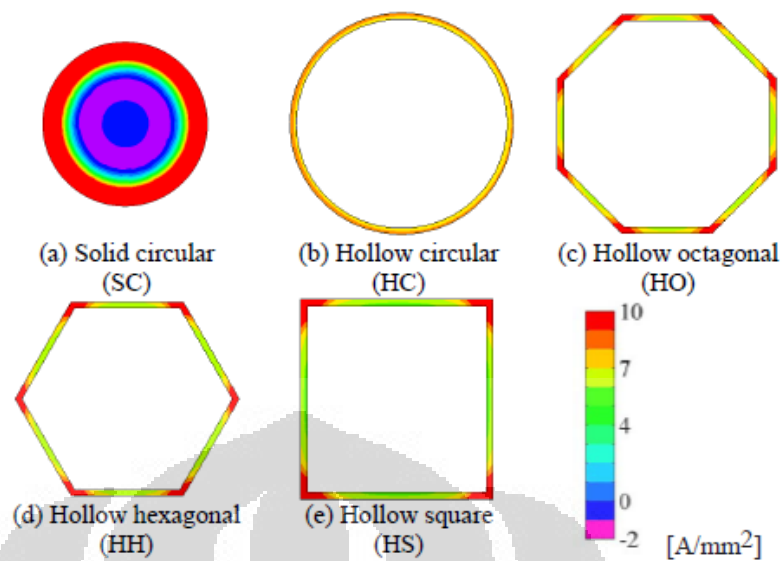 (a) Solid circular
(SC)
(b) Hollow circular
(HC)
(c) Hollow octagonal
(HO)
(d) Hollow hexagonal
(HH)
(e) Hollow square
(HS)
10
7
4
0
-2
[A/mm²]